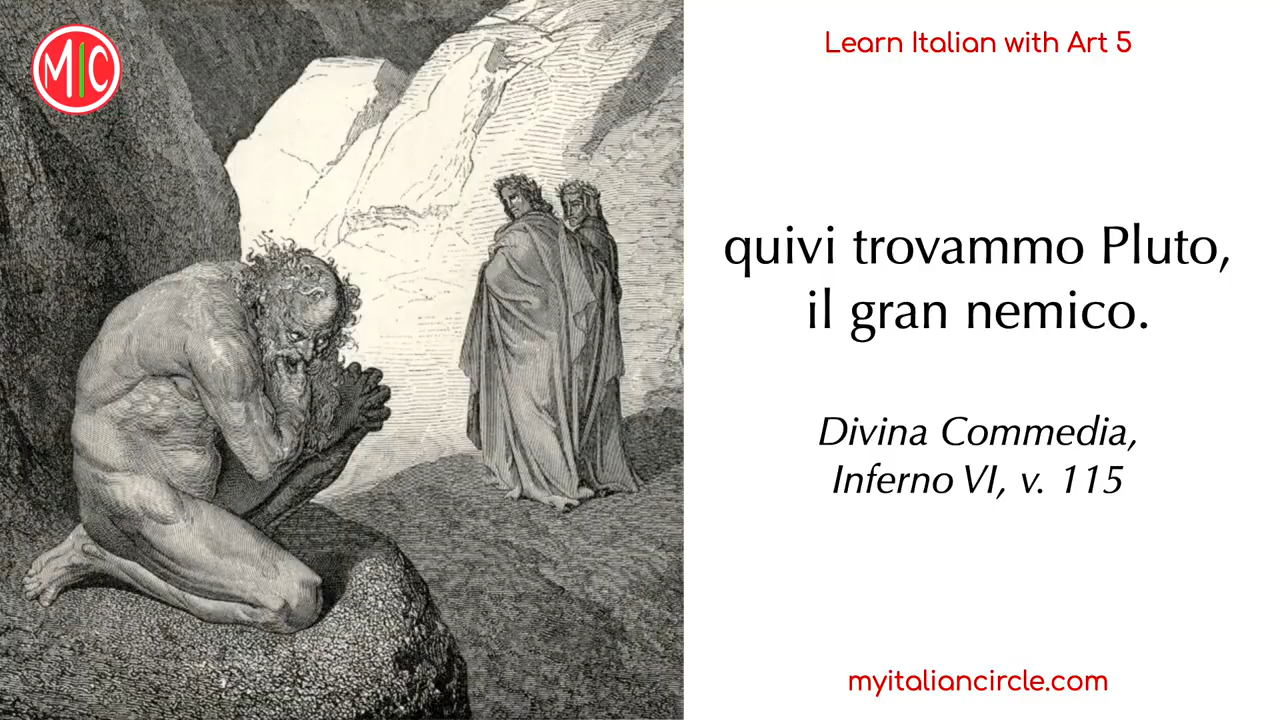 MIC
Learn Italian with Art 5
quivi trovammo Pluto,
il gran nemico.
Divina Commedia,
Inferno VI, v. 115
myitaliancircle.com